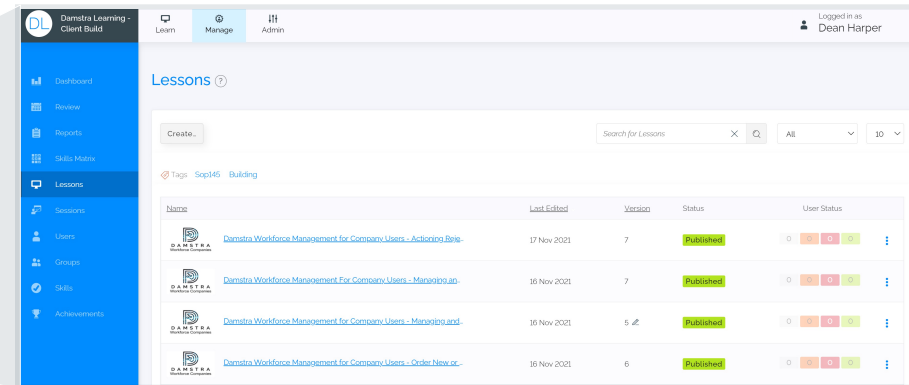 DL Damstra Learning - Client Build
Learn
Manage
Admin
Logged in as
Dean Harper
Dashboard
Review
Reports
Skills Matrix
Lessons
Sessions
Users
Groups
Skills
Achievements
Lessons ?
Create..
Search for Lessons
All
10
Tags Sop145 Building
Name Last Edited Version Status User Status
DAMSTRA
Workforce Companies
Damstra Workforce Management for Company Users - Actioning Reje.. 17 Nov 2021 7 Published 0 0 0 0
DAMSTRA
Workforce Companies
Damstra Workforce Management For Company Users - Managing an.. 16 Nov 2021 7 Published 0 0 0 0
DAMSTRA
Workforce Companies
Damstra Workforce Management for Company Users - Managing and.. 16 Nov 2021 5 Published 0 0 0 0
DAMSTRA
Workforce Companies
Damstra Workforce Management for Company Users - Order New or .. 16 Nov 2021 6 Published 0 0 0 0